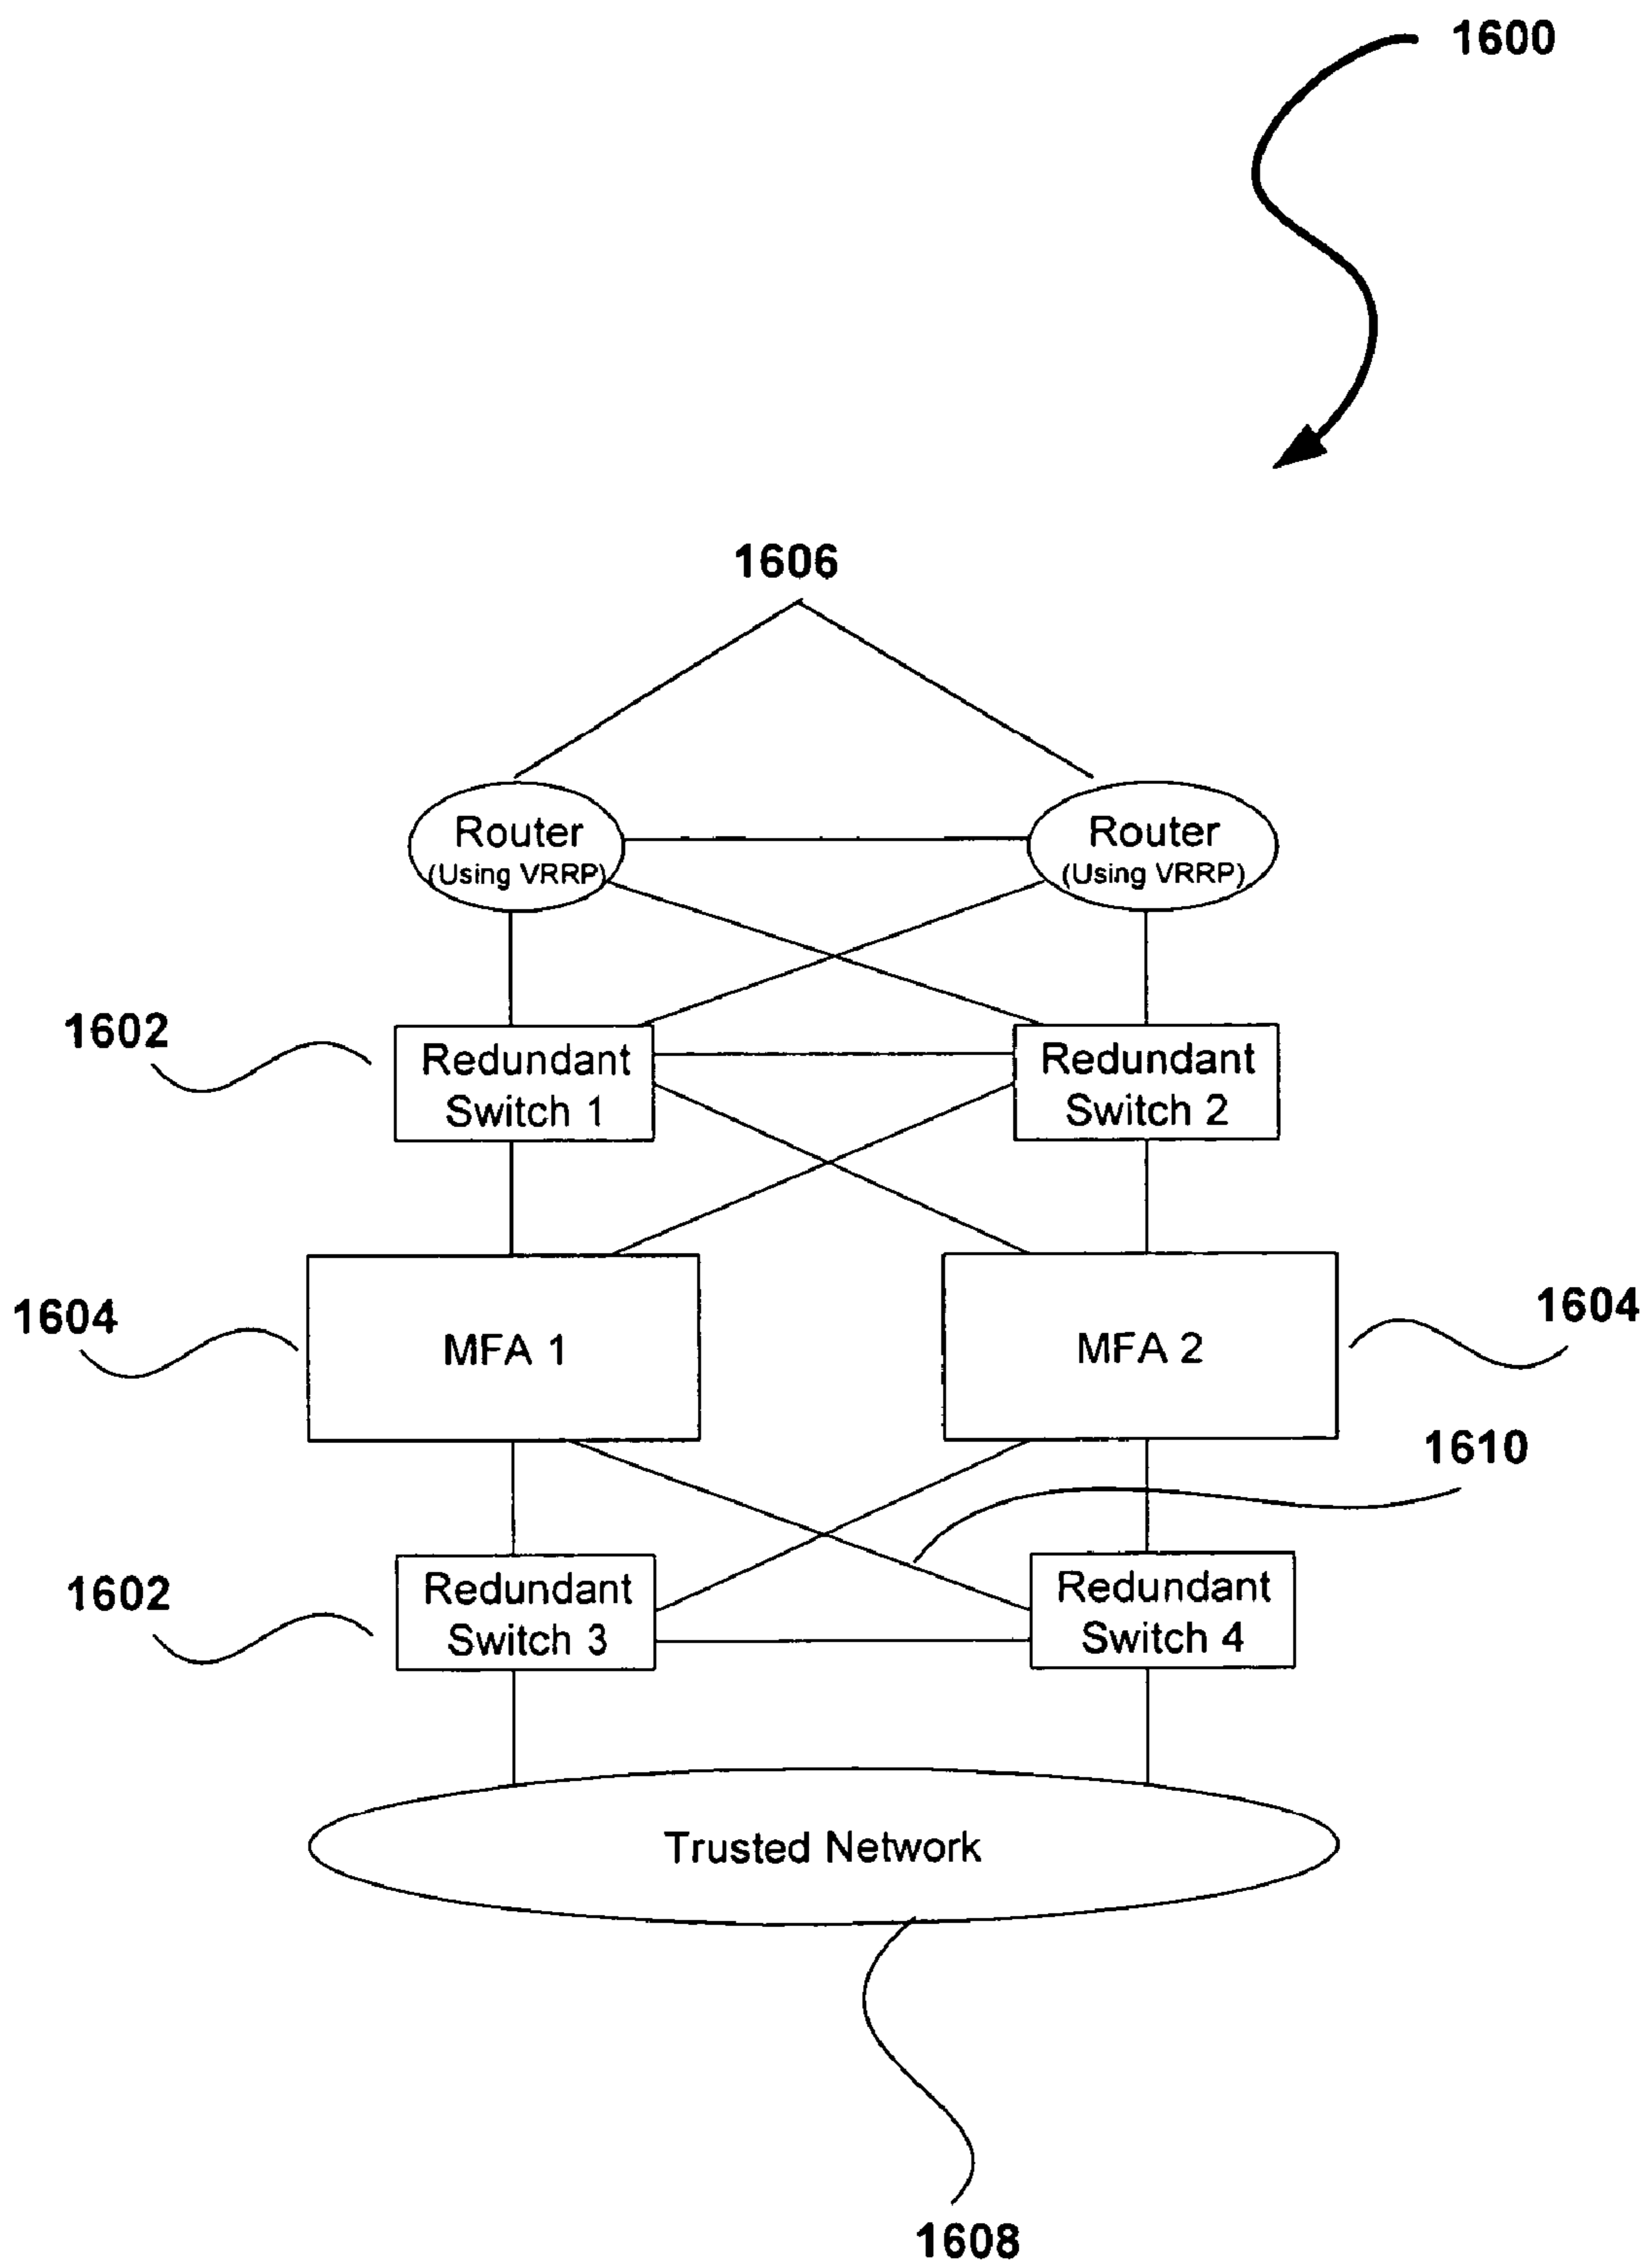 1600
1606
Router
(Using VRRP)
Router
(Using VRRP)
1602
Redundant
Switch 1
Redundant
Switch 2
1604
MFA 1
MFA 2
1604
1610
1602
Redundant
Switch 3
Redundant
Switch 4
Trusted Network
1608